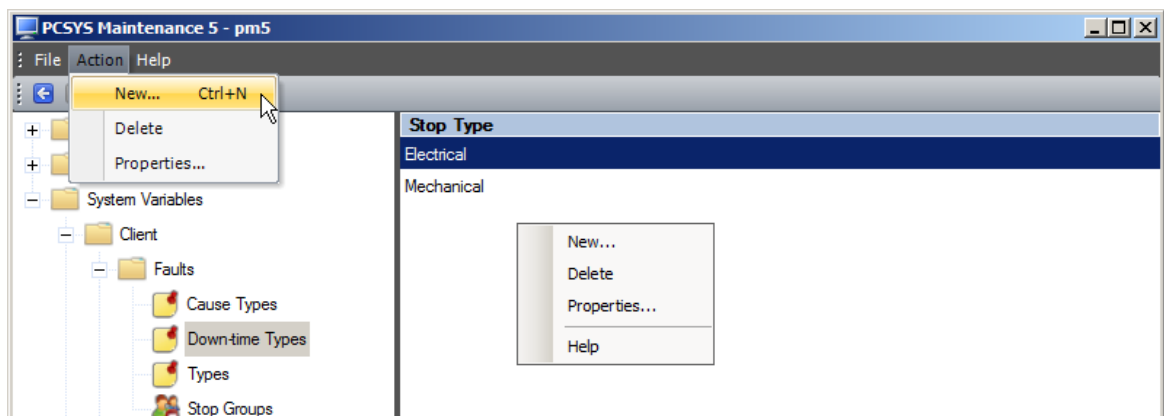 PCSYS Maintenance 5 - pm5
File Action Help
New... Ctrl+N
Delete
Properties...
System Variables
Client
Faults
Cause Types
Down-time Types
Types
Stop Groups
Stop Type
Electrical
Mechanical
New...
Delete
Properties...
Help